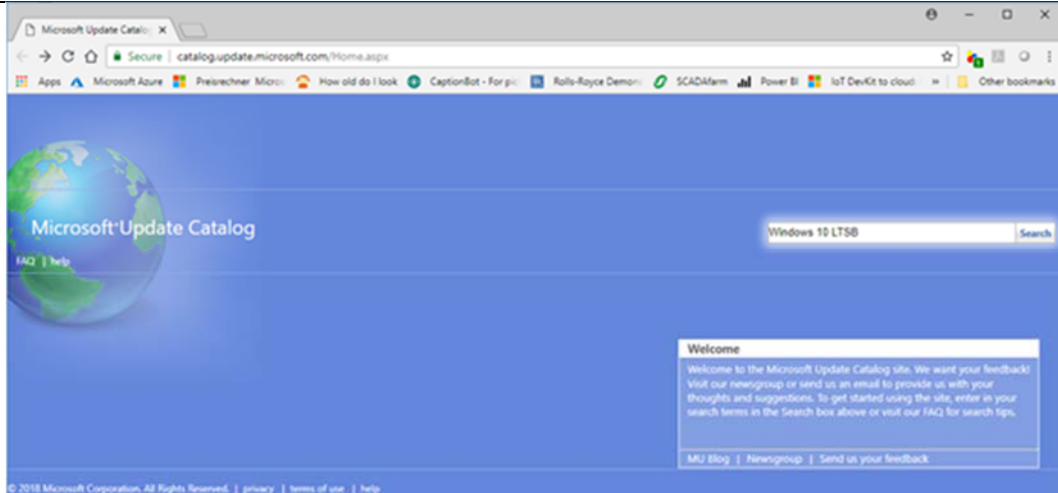 Microsoft Update Catalo
Secure | catalog.update.microsoft.com/Home.aspx
Apps Microsoft Azure Preisrechner Micros How old do I look CaptionBot - For pic Rolls-Royce Demon SCADAfarm Power BI IoT DevKit to cloud » Other bookmarks
Microsoft Update Catalog
Windows 10 LTSB Search
FAQ | help
Welcome
Welcome to the Microsoft Update Catalog site. We want your feedback!
Visit our newsgroup or send us an email to provide us with your
thoughts and suggestions. To get started using the site, enter in your
search terms in the Search box above or visit our FAQ for search tips.
MU Blog | Newsgroup | Send us your feedback
© 2018 Microsoft Corporation. All Rights Reserved. | privacy | terms of use | help